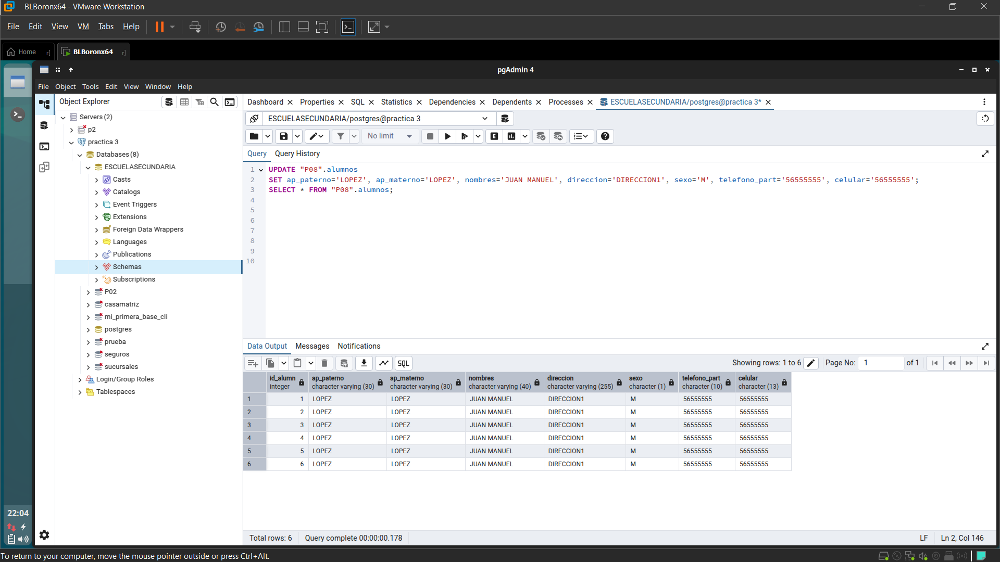 BLBoronx64 - VMware Workstation
File Edit View VM Tabs Help
Home
BLBoronx64
pgAdmin 4
File Object Tools Edit View Window Help
Object Explorer
Dashboard Properties SQL Statistics Dependencies Dependents Processes ESCUELASECUNDARIA/postgres@practica 3*
Servers (2)
p2
practica 3
Databases (8)
ESCUELASECUNDARIA
Casts
Catalogs
Event Triggers
Extensions
Foreign Data Wrappers
Languages
Publications
Schemas
Subscriptions
P02
casamatriz
mi_primera_base_cli
postgres
prueba
seguros
sucursales
Login/Group Roles
Tablespaces
ESCUELASECUNDARIA/postgres@practica 3
No limit
E
Query Query History
1 UPDATE "P08".alumnos
2 SET ap_paterno='LOPEZ', ap_materno='LOPEZ', nombres='JUAN MANUEL', direccion='DIRECCION1', sexo='M', telefono_part='56555555', celular='56555555';
3 SELECT * FROM "P08".alumnos;
4
5
6
7
8
9
10
Data Output Messages Notifications
SQL
Showing rows: 1 to 6 Page No: 1 of 1
id_alumn ap_paterno ap_materno nombres direccion sexo telefono_part celular
integer character varying (30) character varying (30) character varying (40) character varying (255) character (1) character (10) character (13)
1 1 LOPEZ LOPEZ JUAN MANUEL DIRECCION1 M 56555555 56555555
2 2 LOPEZ LOPEZ JUAN MANUEL DIRECCION1 M 56555555 56555555
3 3 LOPEZ LOPEZ JUAN MANUEL DIRECCION1 M 56555555 56555555
4 4 LOPEZ LOPEZ JUAN MANUEL DIRECCION1 M 56555555 56555555
5 5 LOPEZ LOPEZ JUAN MANUEL DIRECCION1 M 56555555 56555555
6 6 LOPEZ LOPEZ JUAN MANUEL DIRECCION1 M 56555555 56555555
22:04
Total rows: 6 Query complete 00:00:00.178 LF Ln 2, Col 146
To return to your computer, move the mouse pointer outside or press Ctrl+Alt.